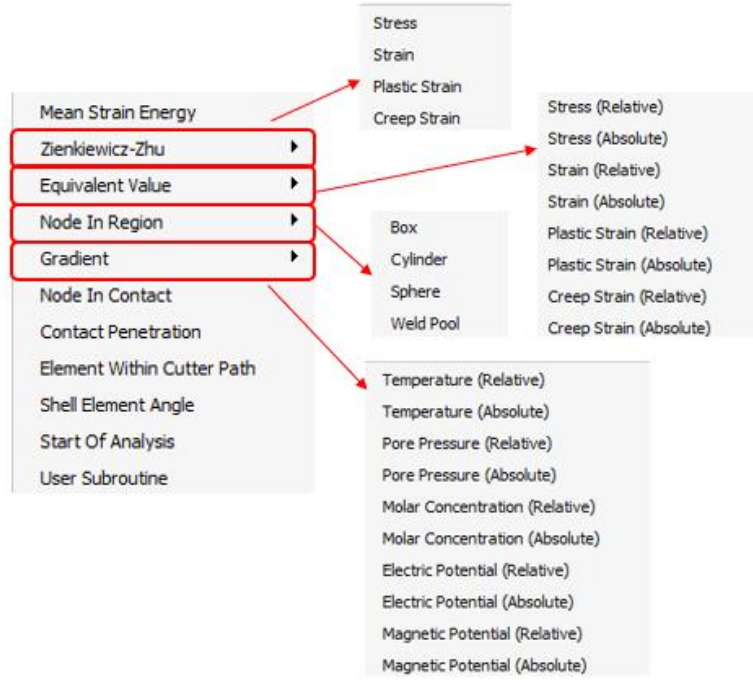 Mean Strain Energy
Zienkiewicz-Zhu
Equivalent Value
Node In Region
Gradient
Node In Contact
Contact Penetration
Element Within Cutter Path
Shell Element Angle
Start Of Analysis
User Subroutine
Stress
Strain
Plastic Strain
Creep Strain
Stress (Relative)
Stress (Absolute)
Strain (Relative)
Strain (Absolute)
Plastic Strain (Relative)
Plastic Strain (Absolute)
Creep Strain (Relative)
Creep Strain (Absolute)
Box
Cylinder
Sphere
Weld Pool
Temperature (Relative)
Temperature (Absolute)
Pore Pressure (Relative)
Pore Pressure (Absolute)
Molar Concentration (Relative)
Molar Concentration (Absolute)
Electric Potential (Relative)
Electric Potential (Absolute)
Magnetic Potential (Relative)
Magnetic Potential (Absolute)